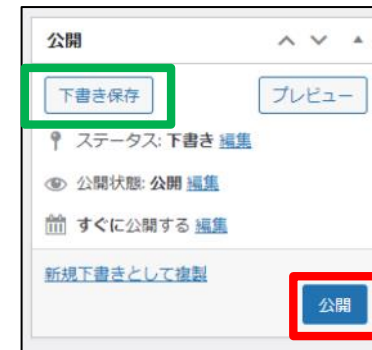 公開
下書き保存
プレビュー
ステータス: 下書き 編集
公開状態: 公開 編集
すぐに公開する 編集
新規下書きとして複製
公開